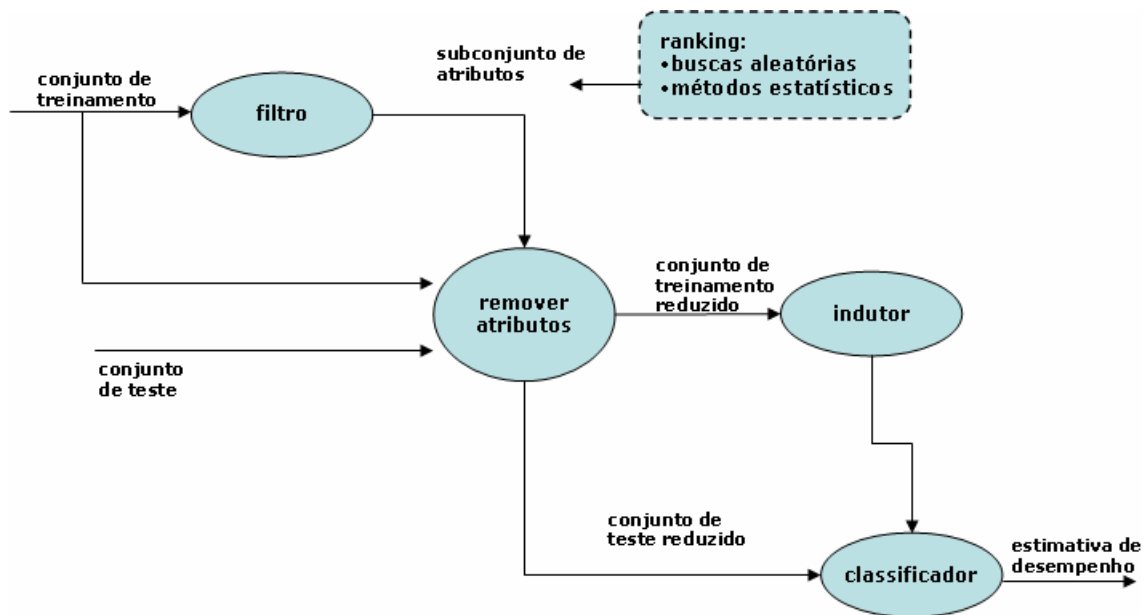 ranking:
•buscas aleatórias
•métodos estatísticos
subconjunto de
atributos
conjunto de
treinamento
filtro
conjunto de
treinamento
reduzido
remover
atributos
indutor
conjunto
de teste
conjunto de
teste reduzido
classificador
estimativa de
desempenho